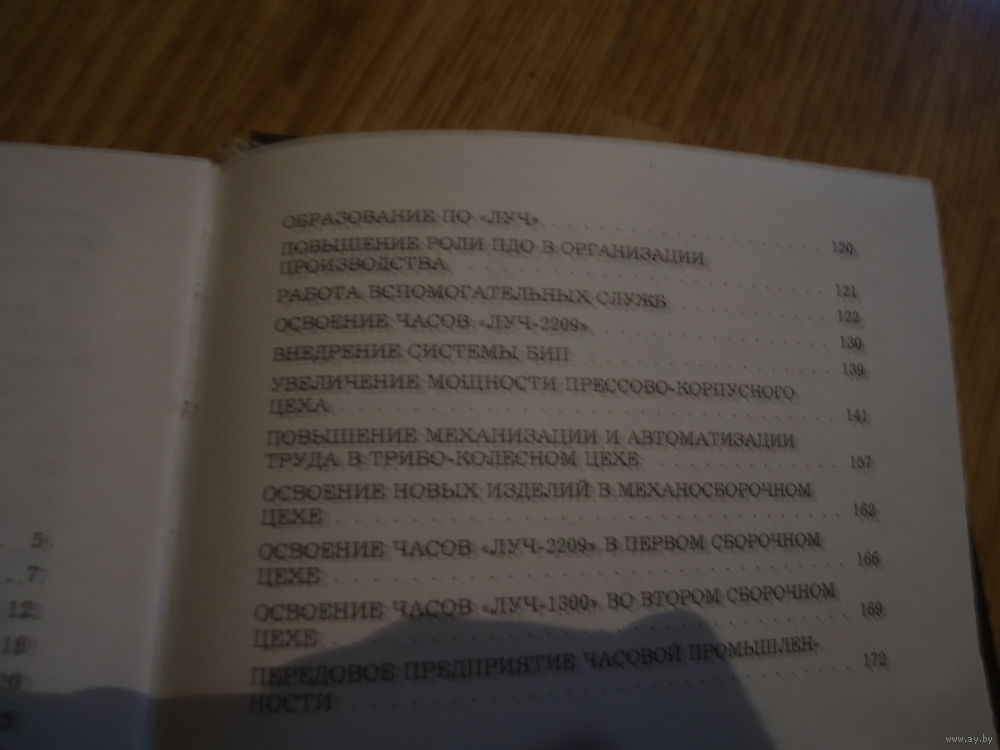 5
7
12
18
ОБРАЗОВАНИЕ ПО «ЛУЧ» . . . . . . . . . . . . 120
ПОВЫШЕНИЕ РОЛИ ПДО В ОРГАНИЗАЦИИ
ПРОИЗВОДСТВА . . . . . . . . . . . . 121
РАБОТА ВСПОМОГАТЕЛЬНЫХ СЛУЖБ . . . . . . . . 122
ОСВОЕНИЕ ЧАСОВ «ЛУЧ-2209» . . . . . . . . . . 130
ВНЕДРЕНИЕ СИСТЕМЫ БИП . . . . . . . . . . 139
УВЕЛИЧЕНИЕ МОЩНОСТИ ПРЕССОВО-КОРПУСНОГО
ЦЕХА . . . . . . . . . . . . 141
ПОВЫШЕНИЕ МЕХАНИЗАЦИИ И АВТОМАТИЗАЦИИ
ТРУДА В ТРИБО-КОЛЕСНОМ ЦЕХЕ . . . . . . . . 157
ОСВОЕНИЕ НОВЫХ ИЗДЕЛИЙ В МЕХАНОСБОРОЧНОМ
ЦЕХЕ . . . . . . . . . . . . 162
ОСВОЕНИЕ ЧАСОВ «ЛУЧ-2209» В ПЕРВОМ СБОРОЧНОМ
ЦЕХЕ . . . . . . . . . . . . 166
ОСВОЕНИЕ ЧАСОВ «ЛУЧ-1300» ВО ВТОРОМ СБОРОЧНОМ
ЦЕХЕ . . . . . . . . . . . . 169
ПЕРЕДОВОЕ ПРЕДПРИЯТИЕ ЧАСОВОЙ ПРОМЫШЛЕН-
НОСТИ . . . . . . . . . . . . 172
www.ay.by